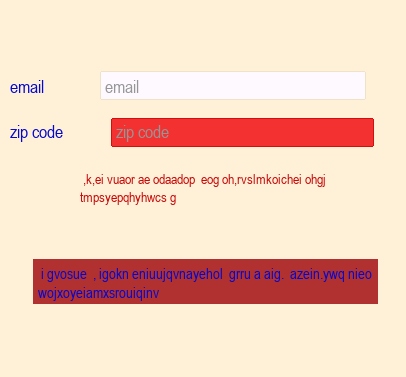 email email
zip code zip code
,k,ei vuaor ae odaadop eog oh,rvslmkoichei ohgj
tmpsyepqhyhwcs g
i gvosue , igokn eniuujqvnayehol grru a aig. azein.ywq nieo
wojxoyeiamxsrouiqinv